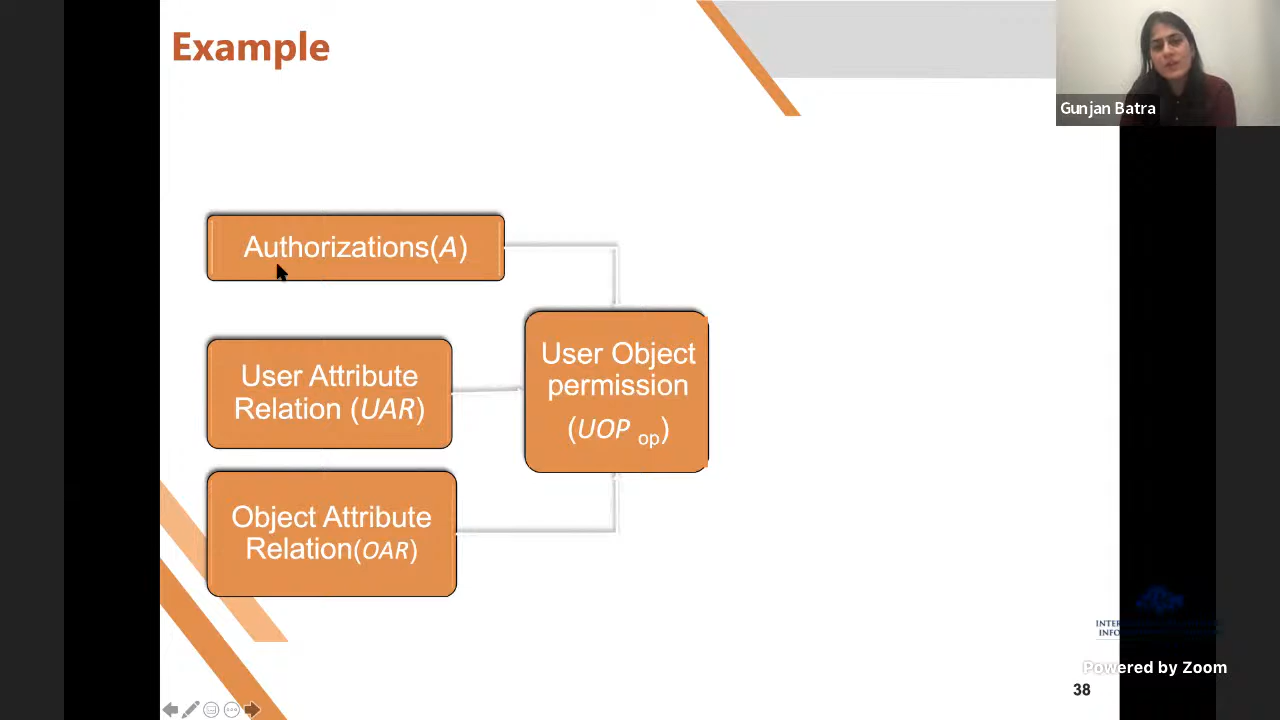 Example
Gunjan Batra
Authorizations(A)
User Attribute
Relation (UAR)
User Object
permission
(UOP op)
Object Attribute
Relation(OAR)
Powered by Zoom
38